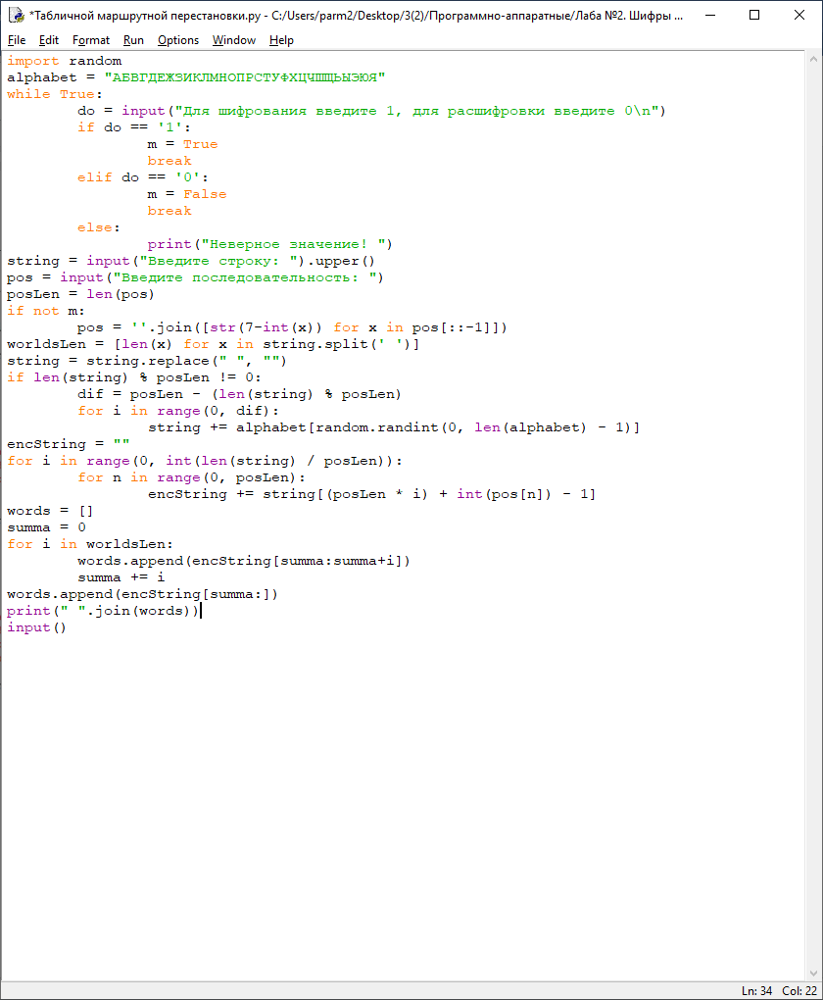 *Табличной маршрутной перестановки.py - C:/Users/parm2/Desktop/3(2)/Программно-аппаратные/Лаба №2. Шифры ...
File Edit Format Run Options Window Help
import random
alphabet = "АБВГДЕЖЗИКЛМНОПРСТУФХЦЧШЩЬЫЭЮЯ"
while True:
        do = input("Для шифрования введите 1, для расшифровки введите 0\n")
        if do == '1':
                m = True
                break
        elif do == '0':
                m = False
                break
        else:
                print("Неверное значение! ")
string = input("Введите строку: ").upper()
pos = input("Введите последовательность: ")
posLen = len(pos)
if not m:
        pos = ''.join([str(7-int(x)) for x in pos[::-1]])
worldsLen = [len(x) for x in string.split(' ')]
string = string.replace(" ", "")
if len(string) % posLen != 0:
        dif = posLen - (len(string) % posLen)
        for i in range(0, dif):
                string += alphabet[random.randint(0, len(alphabet) - 1)]
encString = ""
for i in range(0, int(len(string) / posLen)):
        for n in range(0, posLen):
                encString += string[(posLen * i) + int(pos[n]) - 1]
words = []
summa = 0
for i in worldsLen:
        words.append(encString[summa:summa+i])
        summa += i
words.append(encString[summa:])
print(" ".join(words))
input()
Ln: 34 Col: 22